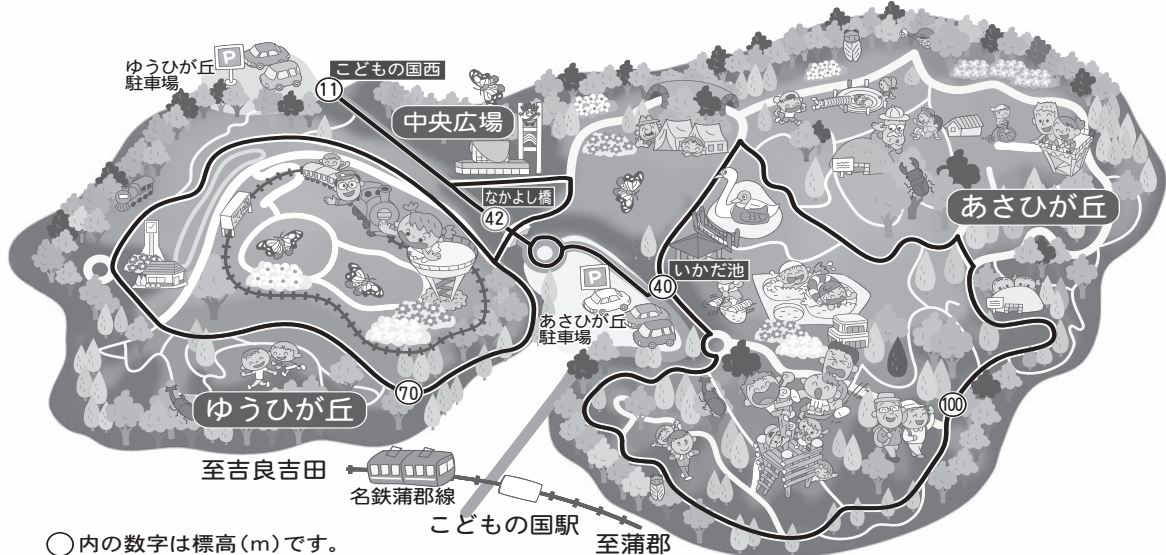 ゆうひが丘
駐車場
P
こどもの国西
11
中央広場
なかよし橋
42
あさひが丘
P
いかだ池
40
あさひが丘
駐車場
70
ゆうひが丘
100
至吉良吉田
名鉄蒲郡線
こどもの国駅
至蒲郡
◯内の数字は標高(m)です。